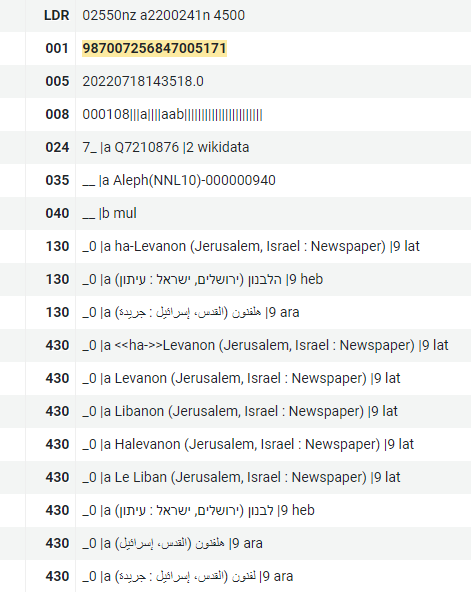 LDR 02550nz a2200241n 4500
001 987007256847005171
005 20220718143518.0
008 000108|||a||||aab||||||||||||||||||||||||
024 7_ |a Q7210876 |2 wikidata
035 __ |a Aleph(NNL10)-000000940
040 __ |b mul
130 _0 |a ha-Levanon (Jerusalem, Israel : Newspaper) |9 lat
130 _0 |a הלבנון (ירושלים, ישראל : עיתון) |9 heb
130 _0 |a هلفنون (القدس، إسرائيل : جريدة) |9 ara
430 _0 |a <<ha->>Levanon (Jerusalem, Israel : Newspaper) |9 lat
430 _0 |a Levanon (Jerusalem, Israel : Newspaper) |9 lat
430 _0 |a Libanon (Jerusalem, Israel : Newspaper) |9 lat
430 _0 |a Halevanon (Jerusalem, Israel : Newspaper) |9 lat
430 _0 |a Le Liban (Jerusalem, Israel : Newspaper) |9 lat
430 _0 |a לבנון (ירושלים, ישראל : עיתון) |9 heb
430 _0 |a هلفنون (القدس، إسرائيل) |9 ara
430 _0 |a لفنون (القدس، إسرائيل : جريدة) |9 ara